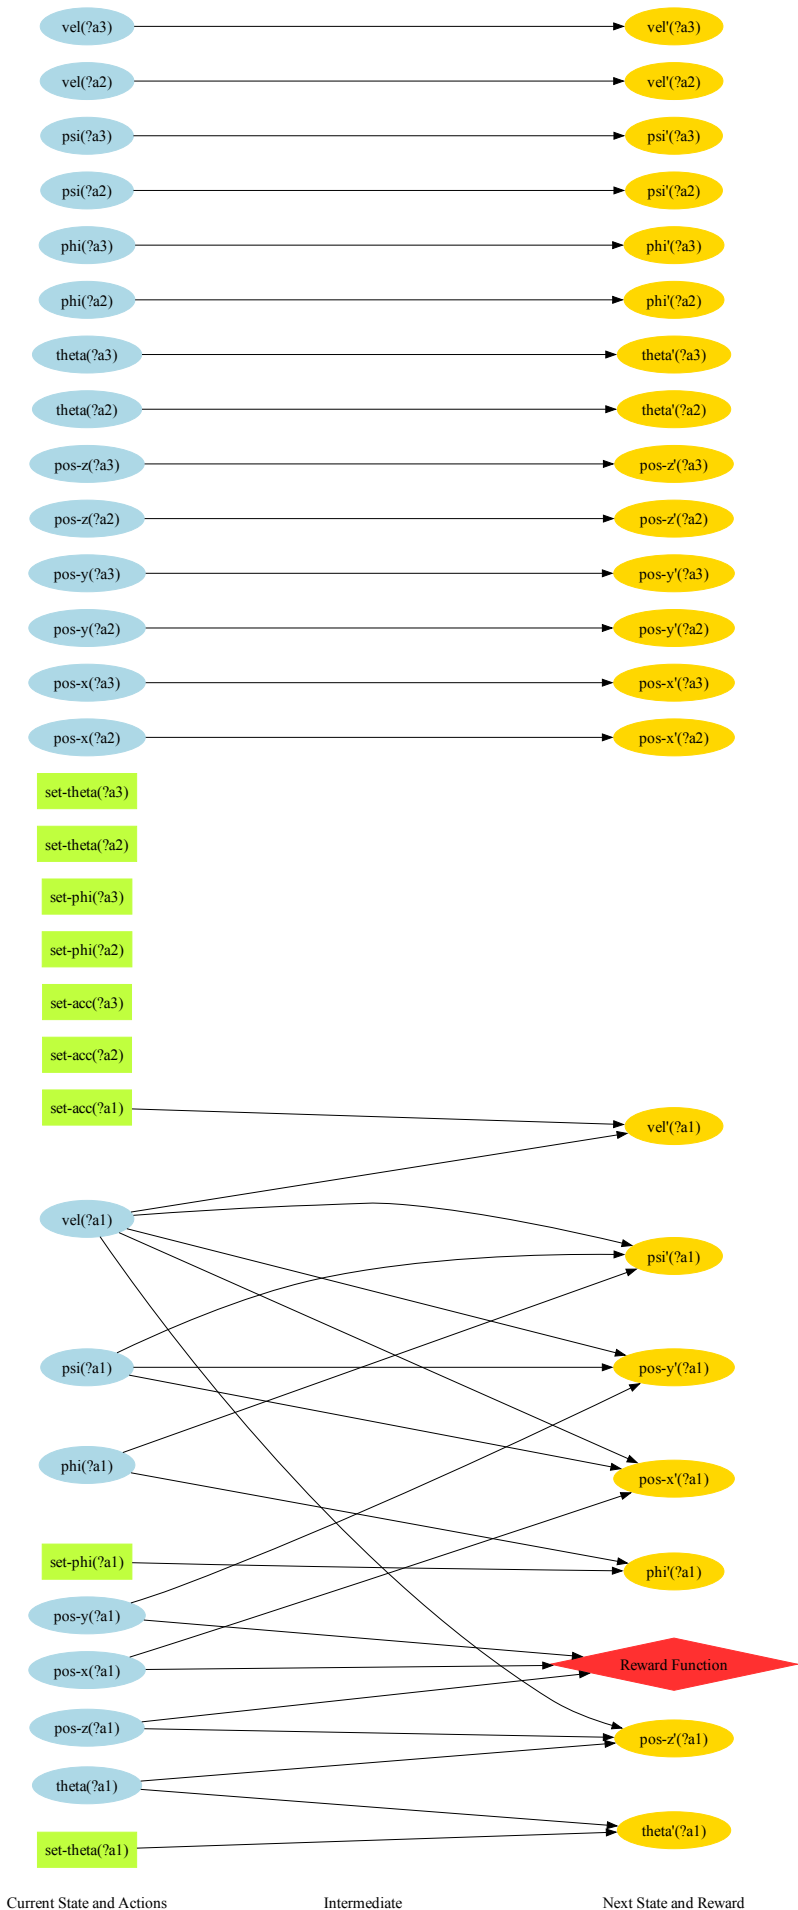 vel(?a3)
vel'(?a3)
vel(?a2)
vel'(?a2)
psi(?a3)
psi'(?a3)
psi(?a2)
psi'(?a2)
phi(?a3)
phi'(?a3)
phi(?a2)
phi'(?a2)
theta(?a3)
theta'(?a3)
theta(?a2)
theta'(?a2)
pos-z(?a3)
pos-z'(?a3)
pos-z(?a2)
pos-z'(?a2)
pos-y(?a3)
pos-y'(?a3)
pos-y(?a2)
pos-y'(?a2)
pos-x(?a3)
pos-x'(?a3)
pos-x(?a2)
pos-x'(?a2)
set-theta(?a3)
set-theta(?a2)
set-phi(?a3)
set-phi(?a2)
set-acc(?a3)
set-acc(?a2)
set-acc(?a1)
vel'(?a1)
vel(?a1)
psi'(?a1)
psi(?a1)
pos-y'(?a1)
phi(?a1)
pos-x'(?a1)
set-phi(?a1)
phi'(?a1)
pos-y(?a1)
pos-x(?a1)
Reward Function
pos-z(?a1)
pos-z'(?a1)
theta(?a1)
theta'(?a1)
set-theta(?a1)
Current State and Actions
Intermediate
Next State and Reward